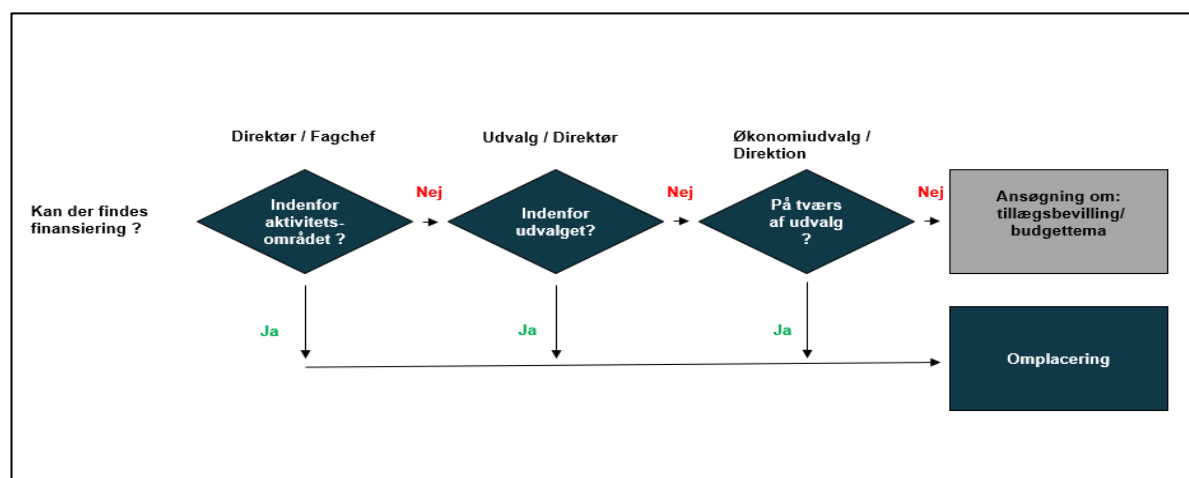 Direktør / Fagchef
Udvalg / Direktør
Økonomiudvalg /
Direktion
Kan der findes
finansiering ?
Indenfor
aktivitets-
området ?
Nej
Indenfor
udvalget?
Nej
På tværs
af udvalg
?
Nej
Ansøgning om:
tillægsbevilling/
budgettema
Ja
Ja
Ja
Omplacering